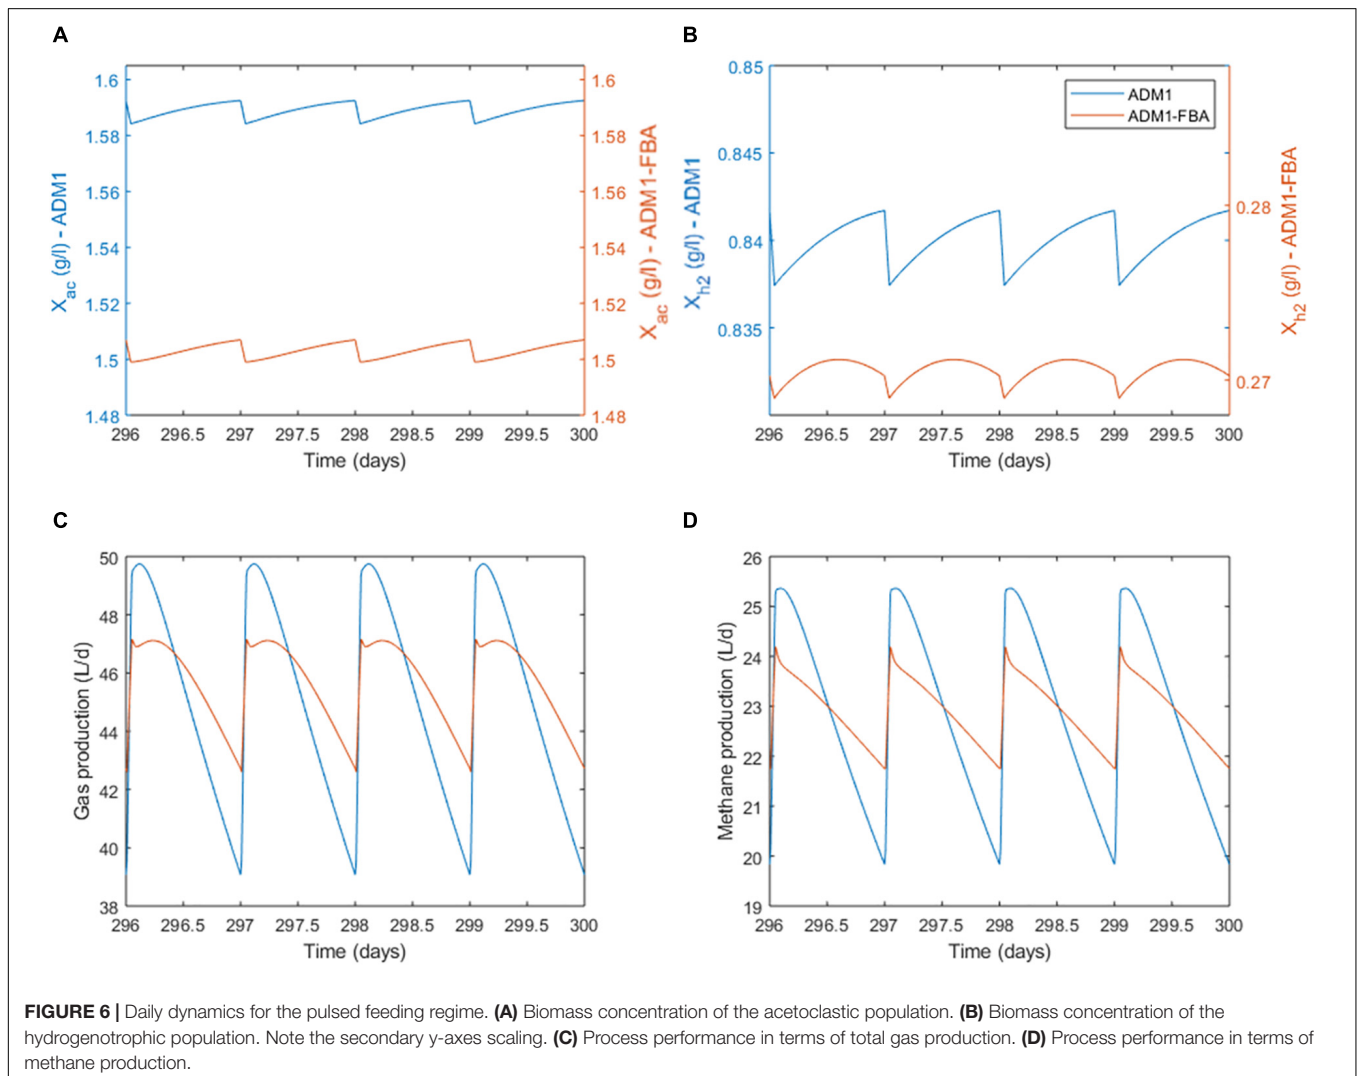 A
1.6
1.58
1.56
1.54
1.52
1.5
1.48
X_ac (g/l) - ADM1
1.6
1.58
1.56
1.54
1.52
1.5
1.48
X_ac (g/l) - ADM1-FBA
296 296.5 297 297.5 298 298.5 299 299.5 300
Time (days)
B
0.85
0.845
0.84
0.835
X_h2 (g/l) - ADM1
ADM1
ADM1-FBA
0.28
0.27
X_h2 (g/l) - ADM1-FBA
296 296.5 297 297.5 298 298.5 299 299.5 300
Time (days)
C
50
48
46
44
42
40
38
Gas production (L/d)
296 296.5 297 297.5 298 298.5 299 299.5 300
Time (days)
D
26
25
24
23
22
21
20
19
Methane production (L/d)
296 296.5 297 297.5 298 298.5 299 299.5 300
Time (days)
FIGURE 6 | Daily dynamics for the pulsed feeding regime. (A) Biomass concentration of the acetoclastic population. (B) Biomass concentration of the
hydrogenotrophic population. Note the secondary y-axes scaling. (C) Process performance in terms of total gas production. (D) Process performance in terms of
methane production.